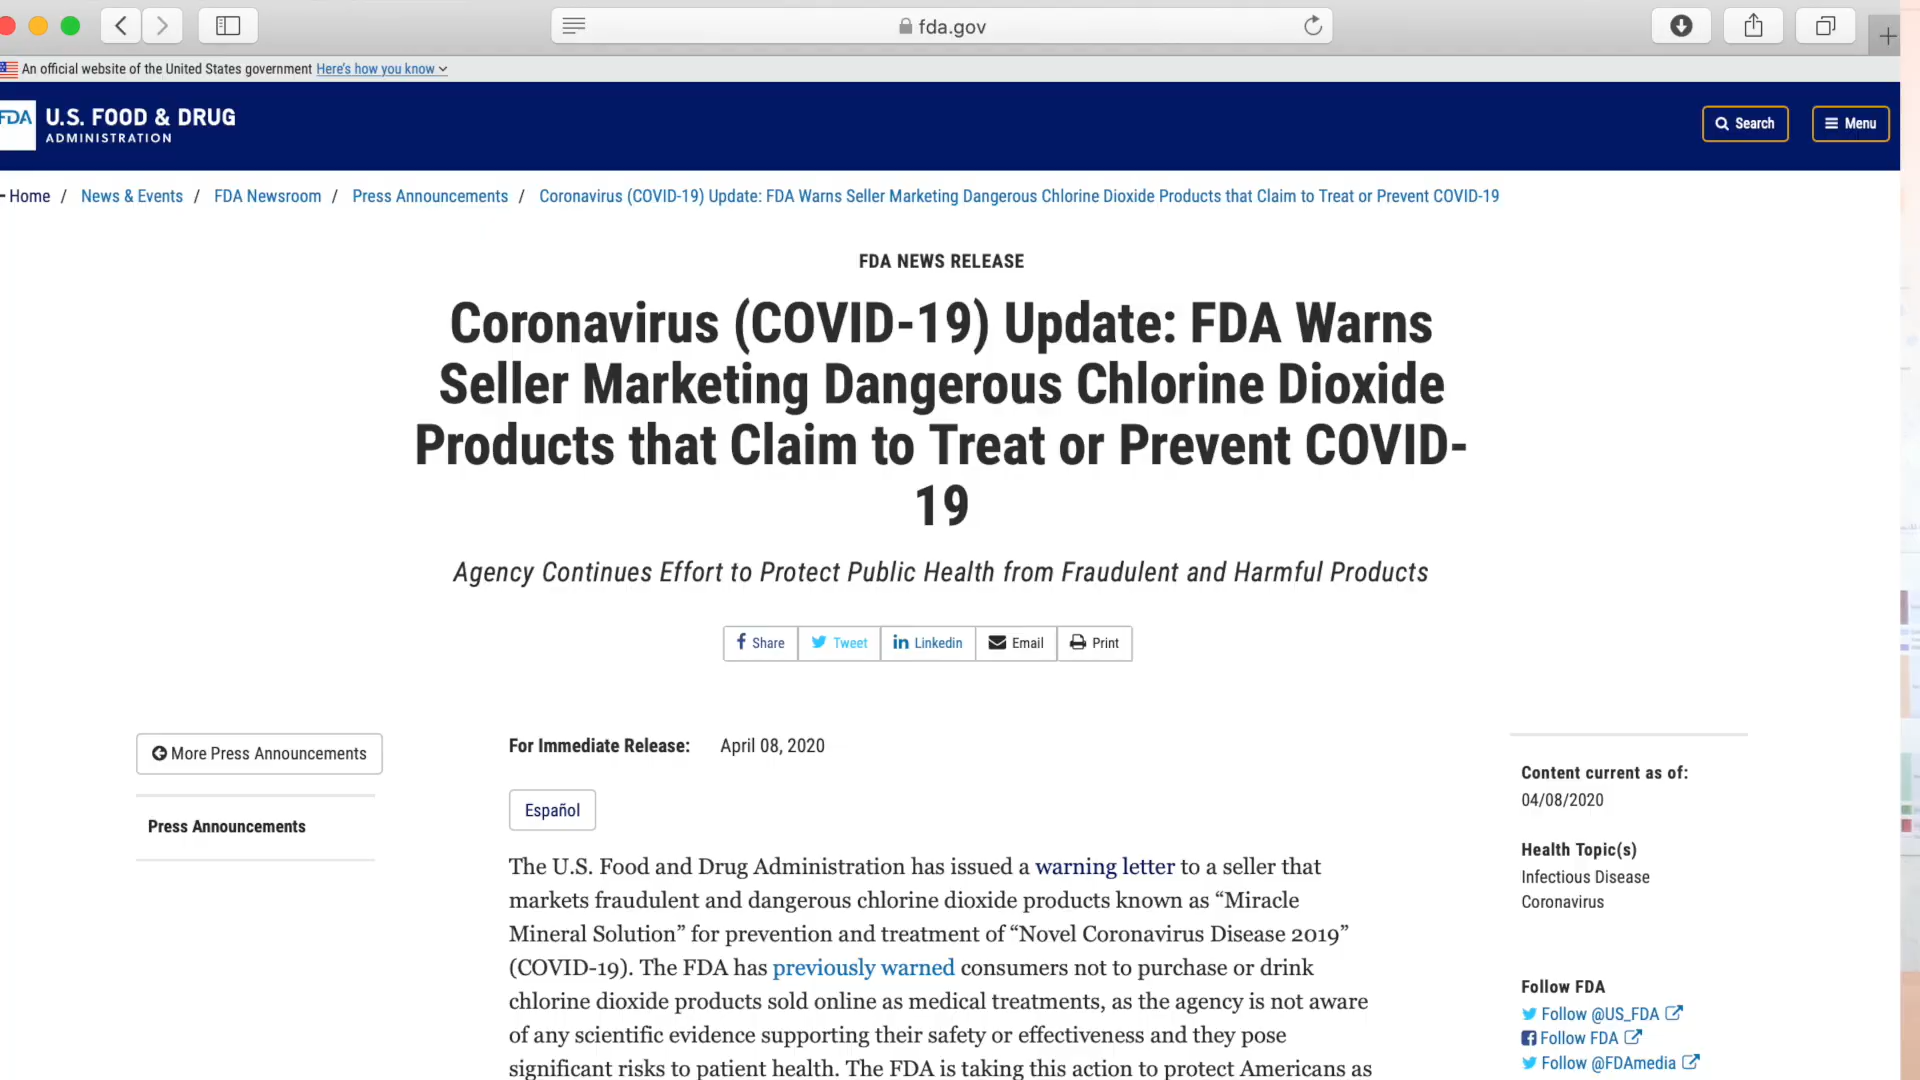 fda.gov
An official website of the United States government Here's how you know
FDA U.S. FOOD & DRUG
ADMINISTRATION
Search
Menu
Home / News & Events / FDA Newsroom / Press Announcements / Coronavirus (COVID-19) Update: FDA Warns Seller Marketing Dangerous Chlorine Dioxide Products that Claim to Treat or Prevent COVID-19
FDA NEWS RELEASE
Coronavirus (COVID-19) Update: FDA Warns
Seller Marketing Dangerous Chlorine Dioxide
Products that Claim to Treat or Prevent COVID-
19
Agency Continues Effort to Protect Public Health from Fraudulent and Harmful Products
Share
Tweet
Linkedin
Email
Print
More Press Announcements
Press Announcements
For Immediate Release: April 08, 2020
Español
The U.S. Food and Drug Administration has issued a warning letter to a seller that
markets fraudulent and dangerous chlorine dioxide products known as “Miracle
Mineral Solution” for prevention and treatment of “Novel Coronavirus Disease 2019”
(COVID-19). The FDA has previously warned consumers not to purchase or drink
chlorine dioxide products sold online as medical treatments, as the agency is not aware
of any scientific evidence supporting their safety or effectiveness and they pose
significant risks to patient health. The FDA is taking this action to protect Americans as
Content current as of:
04/08/2020
Health Topic(s)
Infectious Disease
Coronavirus
Follow FDA
Follow @US_FDA
Follow FDA
Follow @FDAmedia